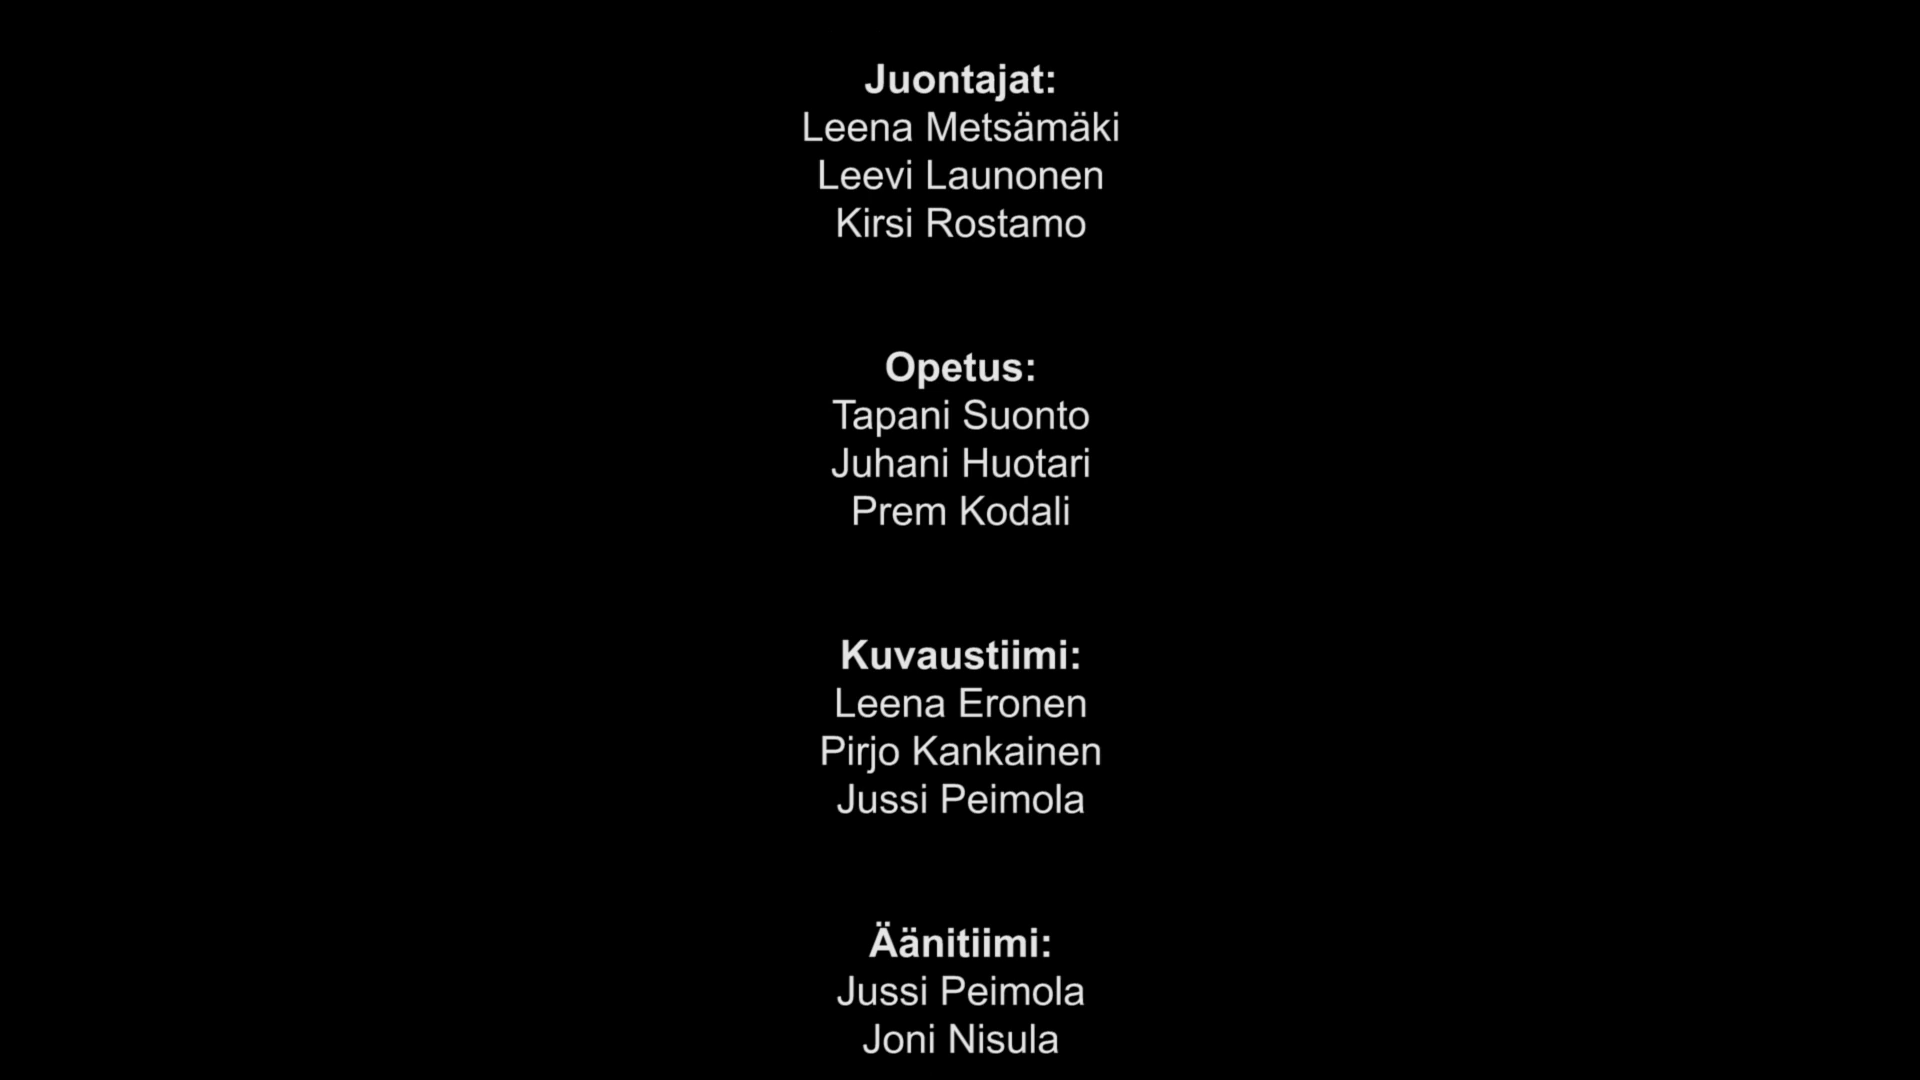 Juontajat:
Leena Metsämäki
Leevi Launonen
Kirsi Rostamo
Opetus:
Tapani Suonto
Juhani Huotari
Prem Kodali
Kuvaustiimi:
Leena Eronen
Pirjo Kankainen
Jussi Peimola
Äänitiimi:
Jussi Peimola
Joni Nisula